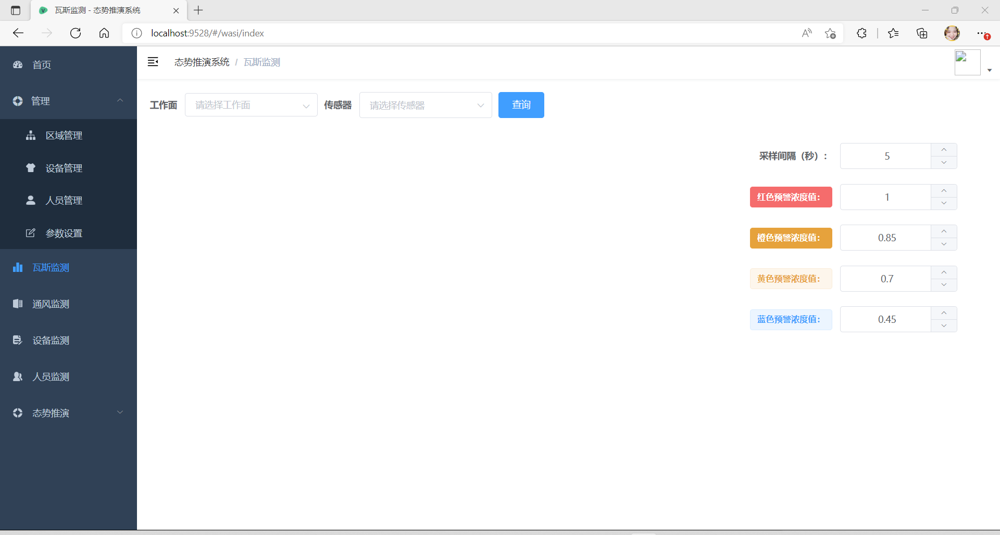 瓦斯监测 - 态势推演系统
localhost:9528/#/wasi/index
首页
管理
区域管理
设备管理
人员管理
参数设置
瓦斯监测
通风监测
设备监测
人员监测
态势推演
态势推演系统 / 瓦斯监测
工作面 请选择工作面 传感器 请选择传感器 查询
采样间隔（秒）： 5
红色预警浓度值： 1
橙色预警浓度值： 0.85
黄色预警浓度值： 0.7
蓝色预警浓度值： 0.45